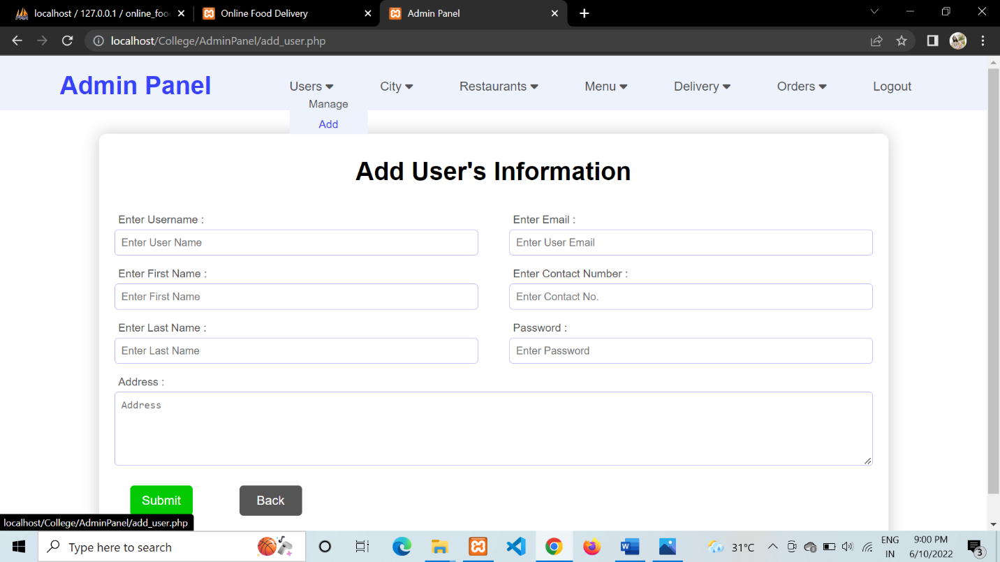 localhost / 127.0.0.1 / online_foo
Online Food Delivery
Admin Panel
localhost/College/AdminPanel/add_user.php
Admin Panel
Users
City
Restaurants
Menu
Delivery
Orders
Logout
Manage
Add
Add User's Information
Enter Username :
Enter Email :
Enter User Name
Enter User Email
Enter First Name :
Enter Contact Number :
Enter First Name
Enter Contact No.
Enter Last Name :
Password :
Enter Last Name
Enter Password
Address :
Address
Submit
Back
localhost/College/AdminPanel/add_user.php
Type here to search
31°C
ENG
IN
9:00 PM
6/10/2022
3